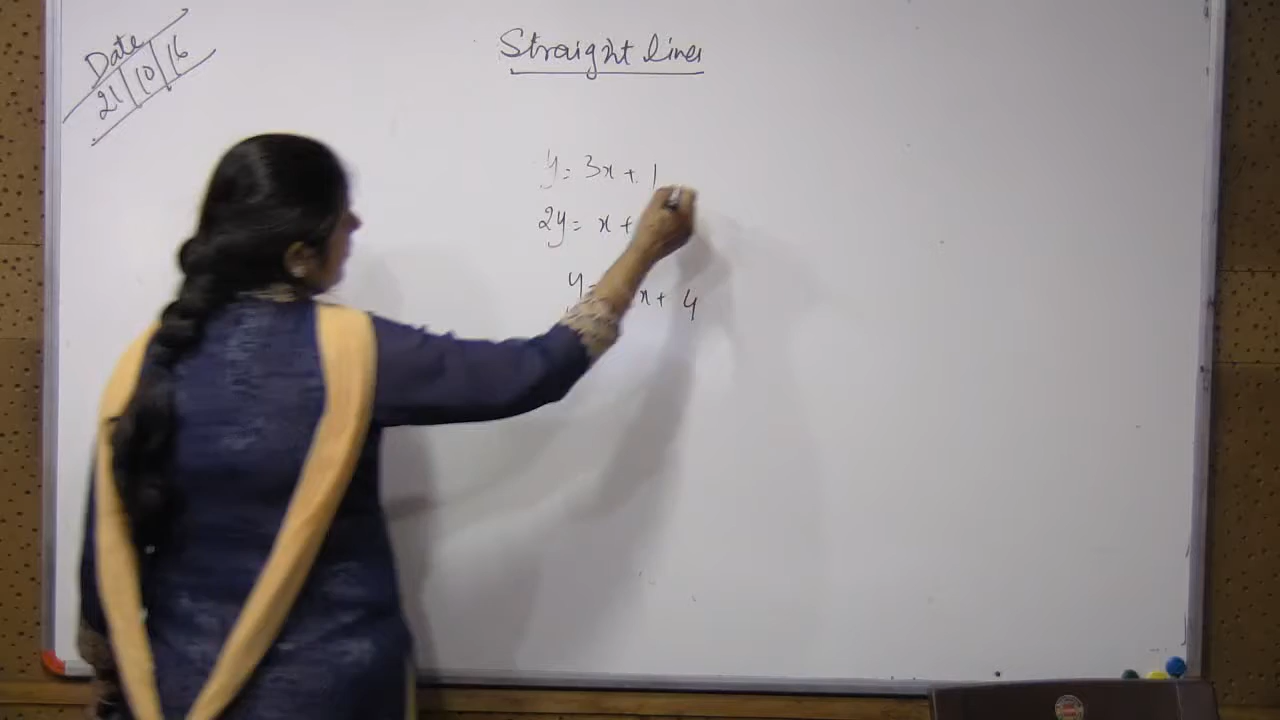 Date
21/10/16
Straight lines
y = 3x + 1
2y = x +
y = x + 4